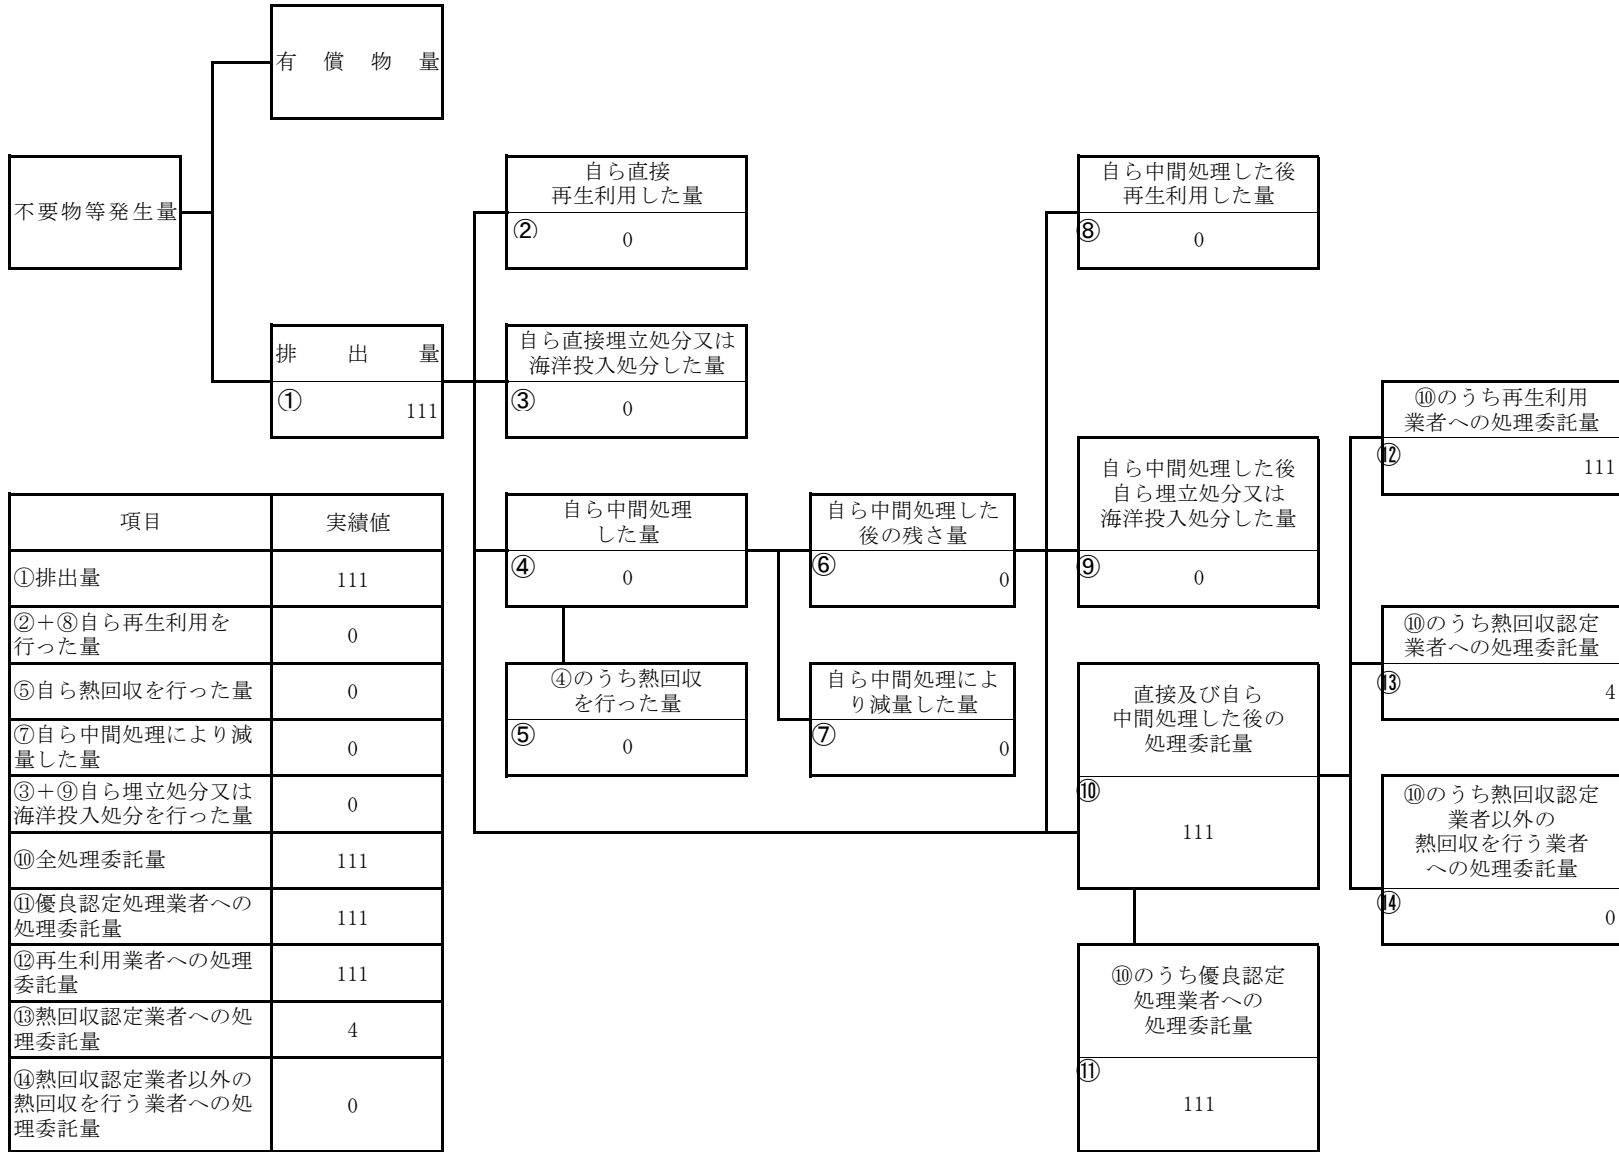 有償物量
不要物等発生量
排出量
①
111
自ら直接
再生利用した量
②
0
自ら直接埋立処分又は
海洋投入処分した量
③
0
自ら中間処理
した量
④
0
④のうち熱回収
を行った量
⑤
0
自ら中間処理した
後の残さ量
⑥
0
自ら中間処理によ
り減量した量
⑦
0
自ら中間処理した後
再生利用した量
⑧
0
自ら中間処理した後
自ら埋立処分又は
海洋投入処分した量
⑨
0
直接及び自ら
中間処理した後の
処理委託量
⑩
111
⑩のうち優良認定
処理業者への
処理委託量
⑪
111
⑩のうち再生利用
業者への処理委託量
⑫
111
⑩のうち熱回収認定
業者への処理委託量
⑬
4
⑩のうち熱回収認定
業者以外の
熱回収を行う業者
への処理委託量
⑭
0
項目 実績値
①排出量 111
②＋⑧自ら再生利用を
行った量 0
⑤自ら熱回収を行った量 0
⑦自ら中間処理により減
量した量 0
③＋⑨自ら埋立処分又は
海洋投入処分を行った量 0
⑩全処理委託量 111
⑪優良認定処理業者への
処理委託量 111
⑫再生利用業者への処理
委託量 111
⑬熱回収認定業者への処
理委託量 4
⑭熱回収認定業者以外の
熱回収を行う業者への処
理委託量 0